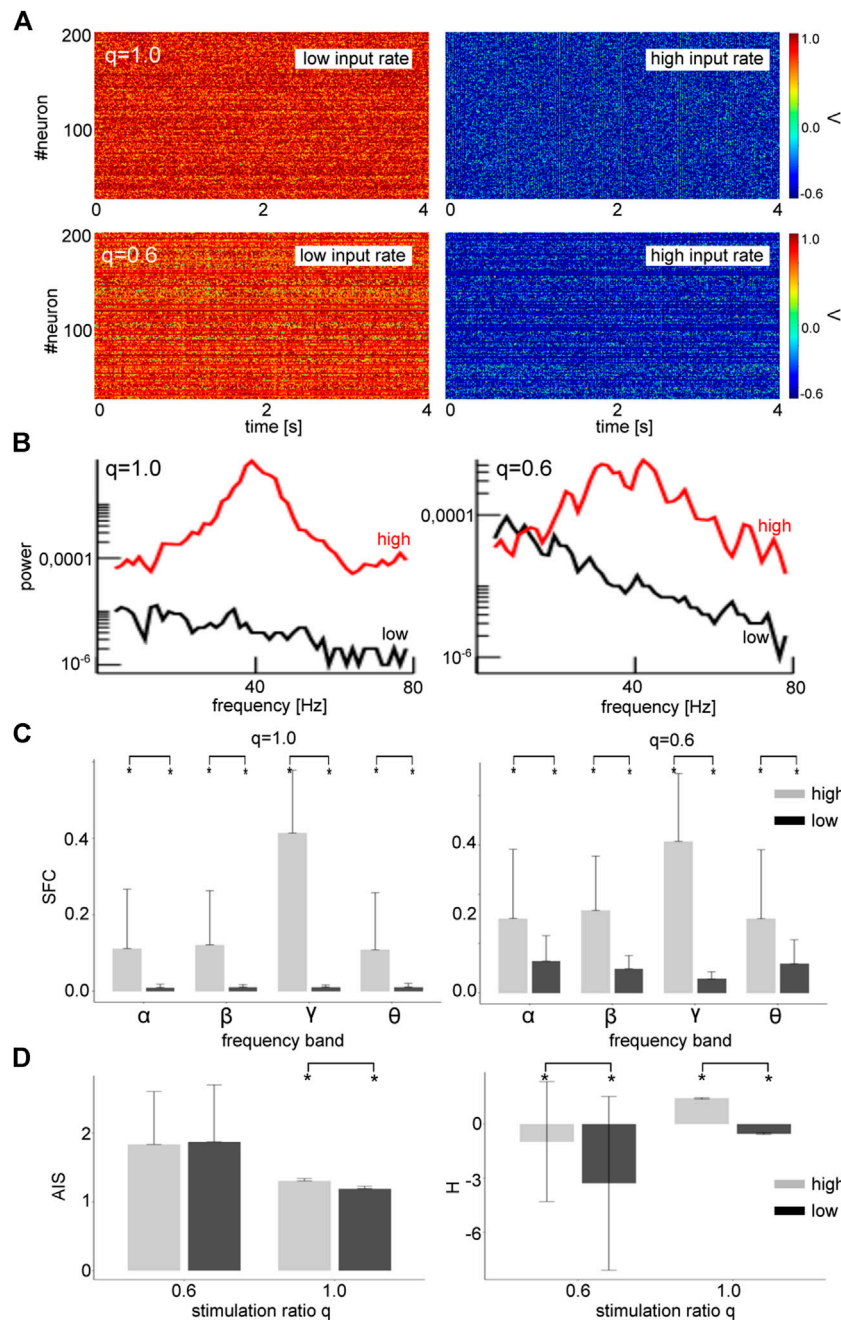 A
200
q=1.0
low input rate
high input rate
1.0
#neuron
100
0.0
V
-0.6
0
2
4
0
2
4
200
q=0.6
low input rate
high input rate
1.0
#neuron
100
0.0
V
-0.6
0
2
4
0
2
4
time [s]
time [s]
B
q=1.0
q=0.6
high
high
0,0001
0,0001
power
low
low
10-6
10-6
40
80
40
80
frequency [Hz]
frequency [Hz]
C
q=1.0
q=0.6
* * * * * * * *
* * * * * * * *
high
low
0.4
0.4
SFC
0.2
0.2
0.0
0.0
α β γ θ
α β γ θ
frequency band
frequency band
D
* *
* * * *
2
0
AIS
1
-3
H
high
low
0
-6
0.6
1.0
0.6
1.0
stimulation ratio q
stimulation ratio q